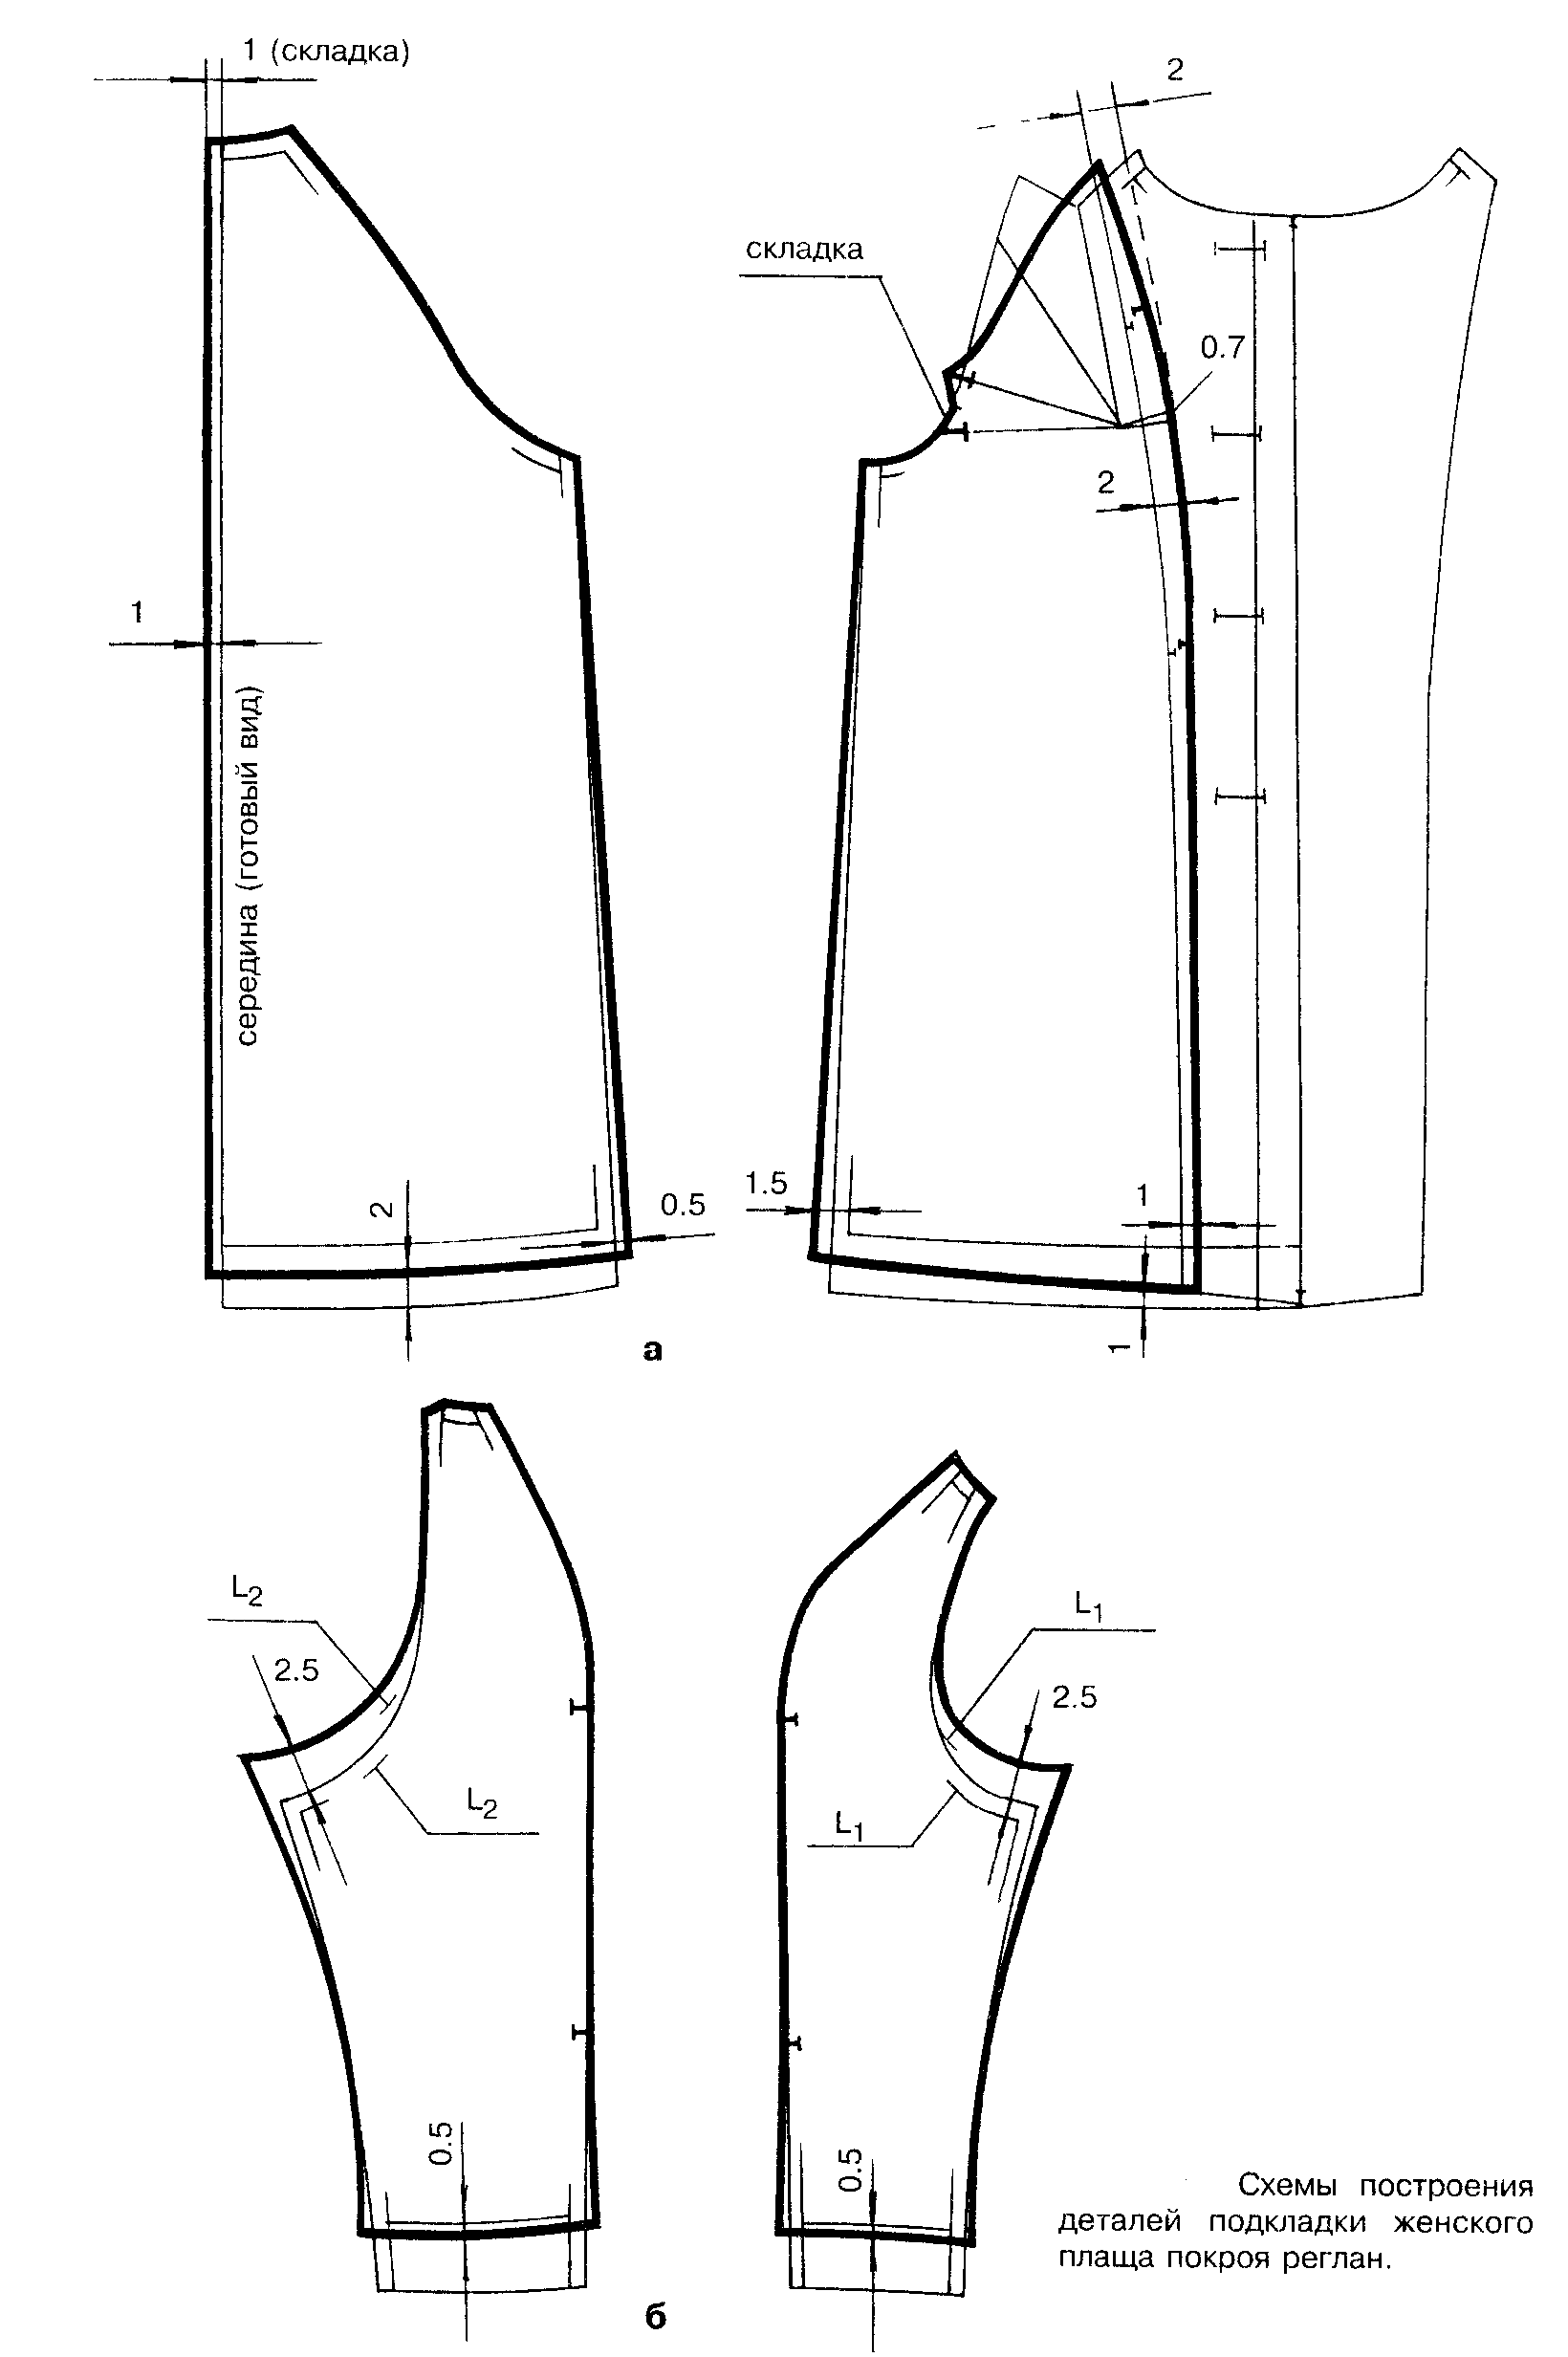 1 (складка)
2
складка
0.7
2
1
середина (готовый вид)
2
0.5
1.5
1
1
а
L2
2.5
L2
L1
2.5
L1
0.5
0.5
Схемы построения
деталей подкладки женского
плаща покроя реглан.
б